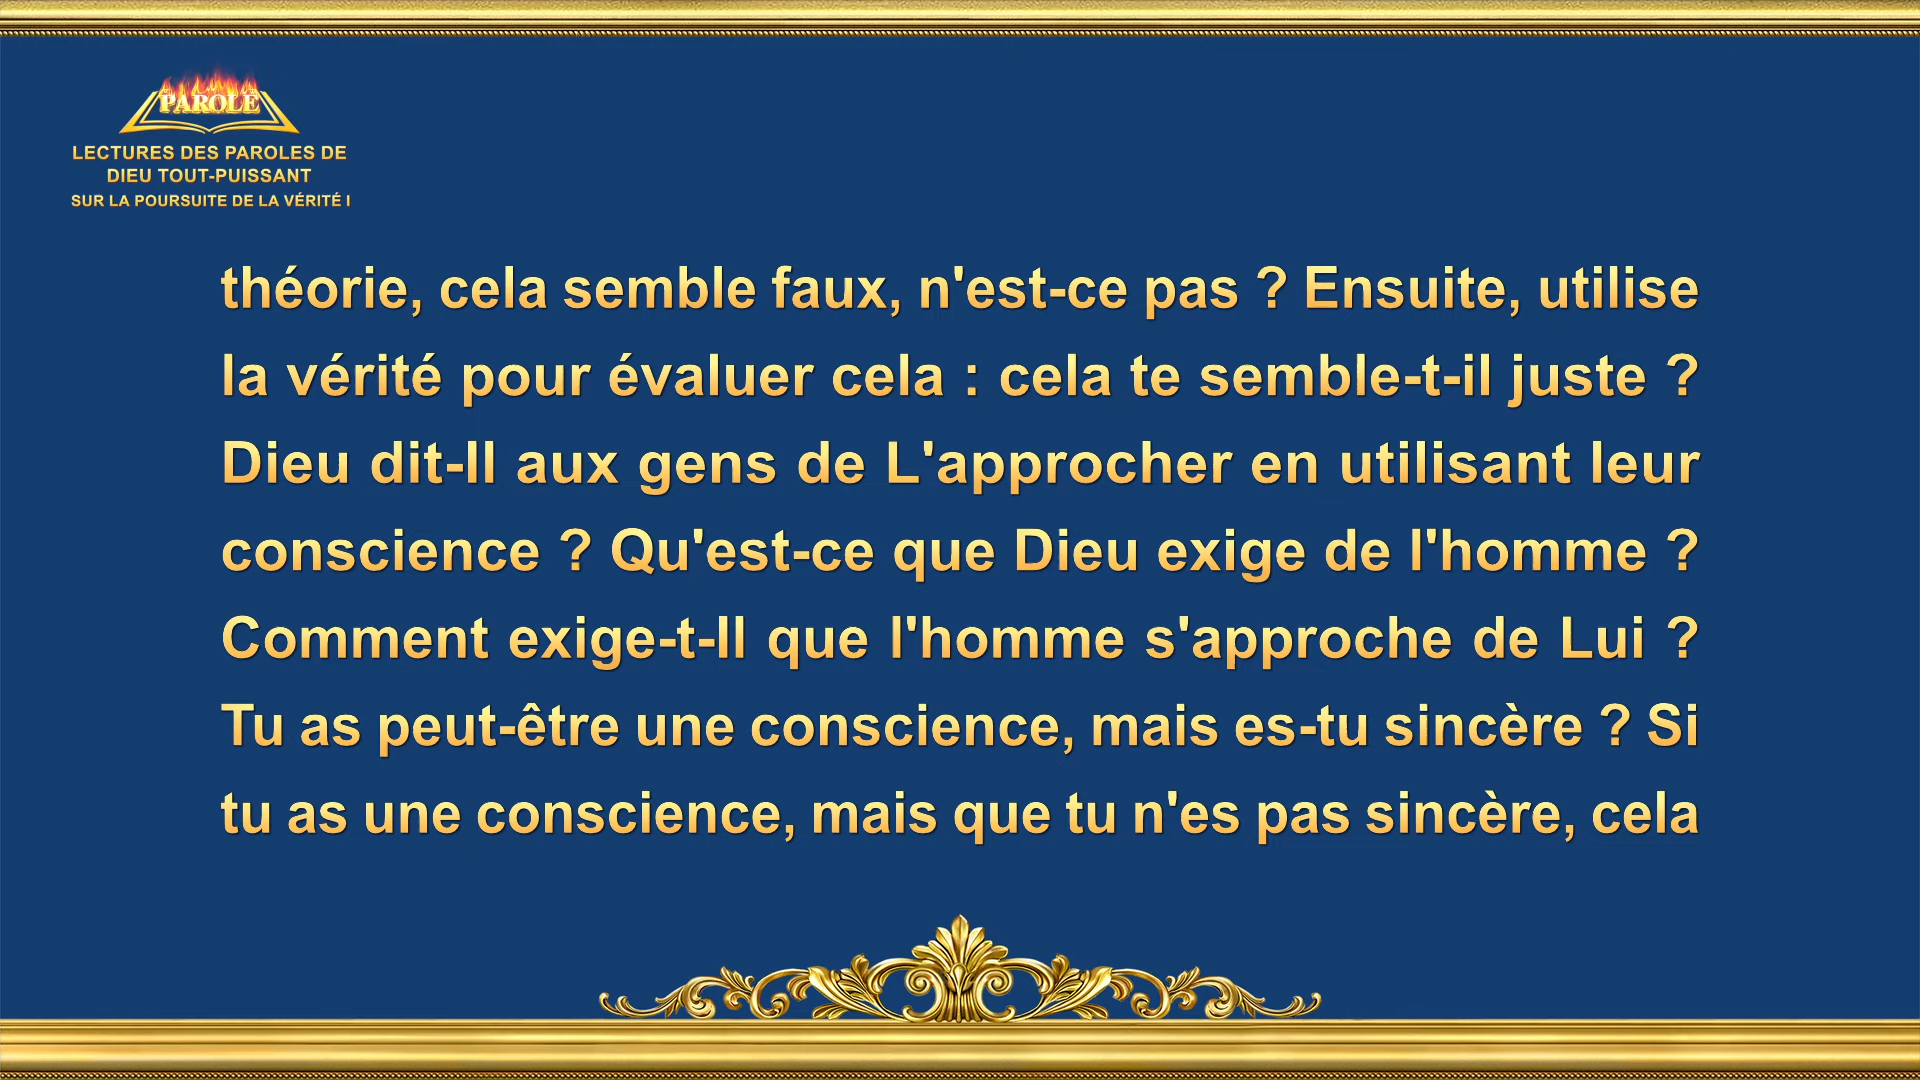 PAROLE
LECTURES DES PAROLES DE
DIEU TOUT-PUISSANT
SUR LA POURSUITE DE LA VÉRITÉ I
théorie, cela semble faux, n'est-ce pas ? Ensuite, utilise
la vérité pour évaluer cela : cela te semble-t-il juste ?
Dieu dit-Il aux gens de L'approcher en utilisant leur
conscience ? Qu'est-ce que Dieu exige de l'homme ?
Comment exige-t-Il que l'homme s'approche de Lui ?
Tu as peut-être une conscience, mais es-tu sincère ? Si
tu as une conscience, mais que tu n'es pas sincère, cela